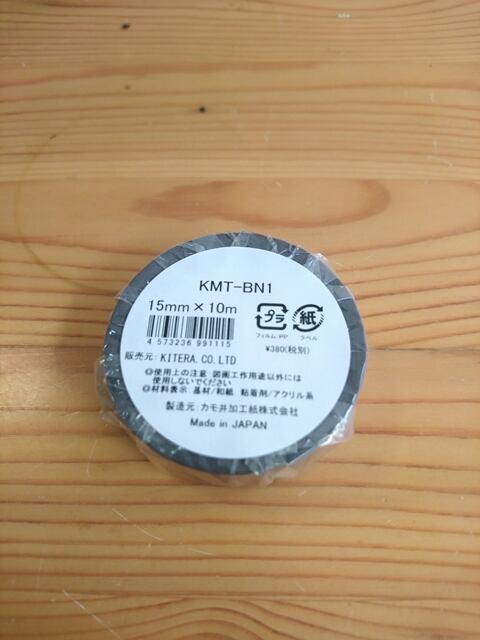 KMT-BN1
15mm×10m
4 573236 991115
プラ
フィルム:PP
紙
ラベル
¥380(税別)
販売元: KITERA.CO.LTD
◎使用上の注意 図画工作用途以外には
使用しないでください
◎材料表示: 基材/和紙 粘着剤/アクリル系
製造元: カモ井加工紙株式会社
Made in JAPAN